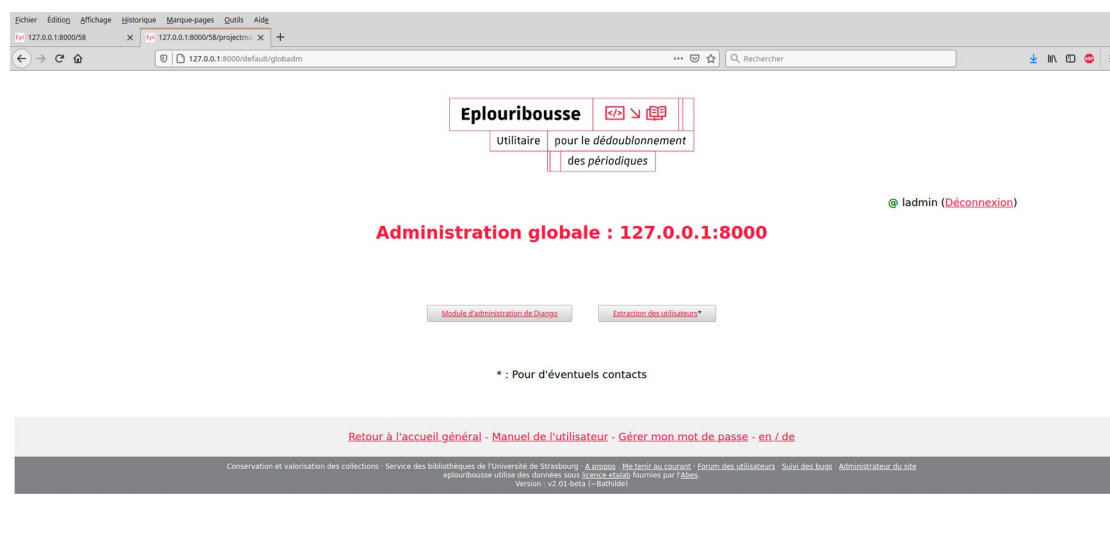 Fichier Édition Affichage Historique Marque-pages Outils Aide
Epl 127.0.0.1:8000/58 × Epl 127.0.0.1:8000/58/projectma × +
127.0.0.1:8000/default/globadm Rechercher ABP
Eplouribousse </>
Utilitaire pour le dédoublonnement
des périodiques
@ ladmin (Déconnexion)
Administration globale : 127.0.0.1:8000
Module d'administration de Django Extraction des utilisateurs*
* : Pour d'éventuels contacts
Retour à l'accueil général - Manuel de l'utilisateur - Gérer mon mot de passe - en / de
Conservation et valorisation des collections · Service des bibliothèques de l'Université de Strasbourg · A propos · Me tenir au courant · Forum des utilisateurs · Suivi des bugs · Administrateur du site
eplouribousse utilise des données sous licence etalab fournies par l'Abes.
Version : v2.01-beta (~Bathilde)